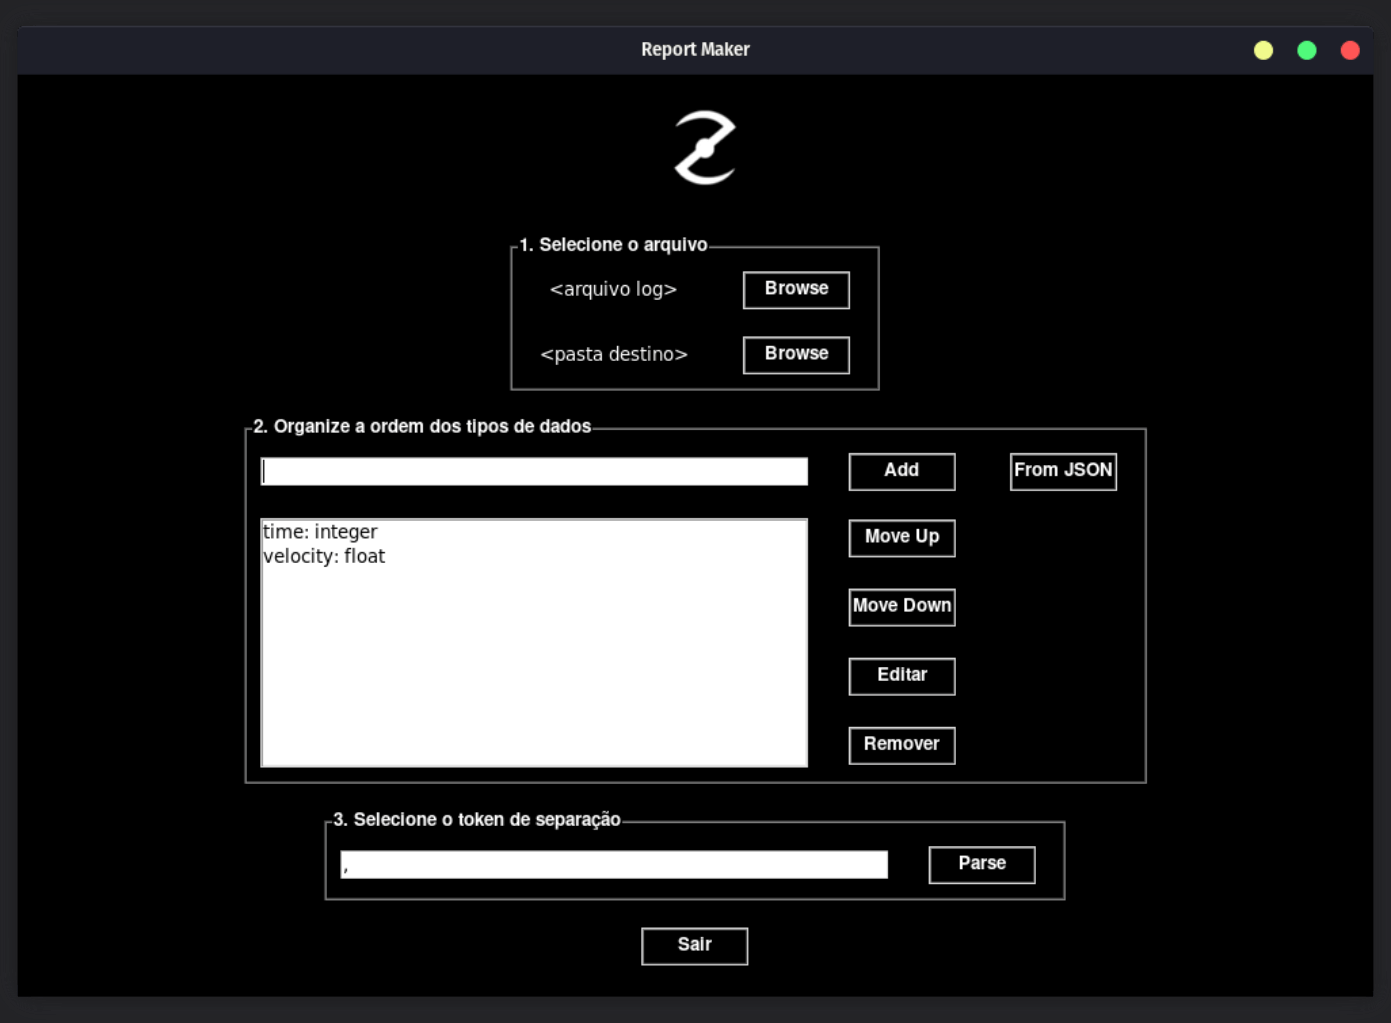 Report Maker
1. Selecione o arquivo
<arquivo log> Browse
<pasta destino> Browse
2. Organize a ordem dos tipos de dados
Add From JSON
time: integer
velocity: float
Move Up
Move Down
Editar
Remover
3. Selecione o token de separação
, Parse
Sair